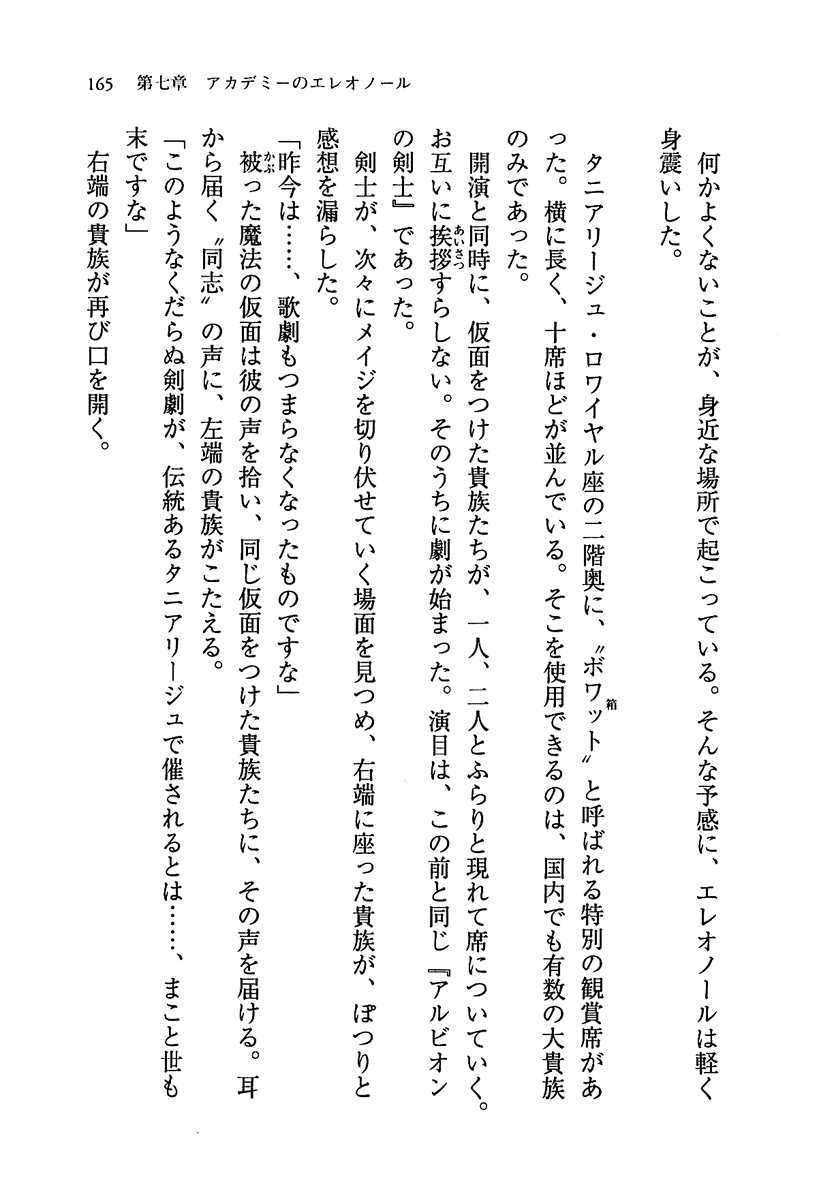 165　第七章　アカデミーのエレオノール
　何かよくないことが、身近な場所で起こっている。そんな予感に、エレオノールは軽く
身震いした。
　タニアリージュ・ロワイヤル座の二階奥に、〝ボワット〟と呼ばれる特別の観賞席があ
箱
った。横に長く、十席ほどが並んでいる。そこを使用できるのは、国内でも有数の大貴族
のみであった。
　開演と同時に、仮面をつけた貴族たちが、一人、二人とふらりと現れて席についていく。
お互いに挨拶すらしない。そのうちに劇が始まった。演目は、この前と同じ『アルビオン
あいさつ
の剣士』であった。
　剣士が、次々にメイジを切り伏せていく場面を見つめ、右端に座った貴族が、ぽつりと
感想を漏らした。
「昨今は……、歌劇もつまらなくなったものですな」
　被った魔法の仮面は彼の声を拾い、同じ仮面をつけた貴族たちに、その声を届ける。耳
かぶ
から届く〝同志〟の声に、左端の貴族がこたえる。
「このようなくだらぬ剣劇が、伝統あるタニアリージュで催されるとは……、まこと世も
末ですな」
　右端の貴族が再び口を開く。